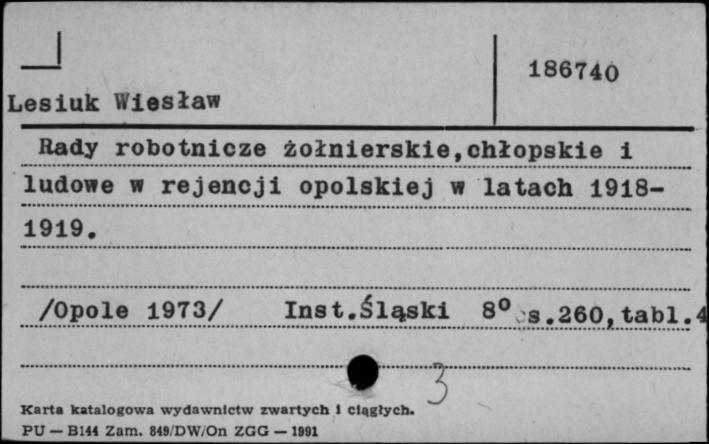 186740
Lesiuk Wiesław
Rady robotnicze żołnierskie,chłopskie i
ludowe w rejencji opolskiej w latach 1918-
1919.
/Opole 1973/ Inst.Śląski 8° s.260,tabl.4
3
Karta katalogowa wydawnictw zwartych i ciągłych.
PU — B144 Zam. 849/DW/On ZGG — 1991